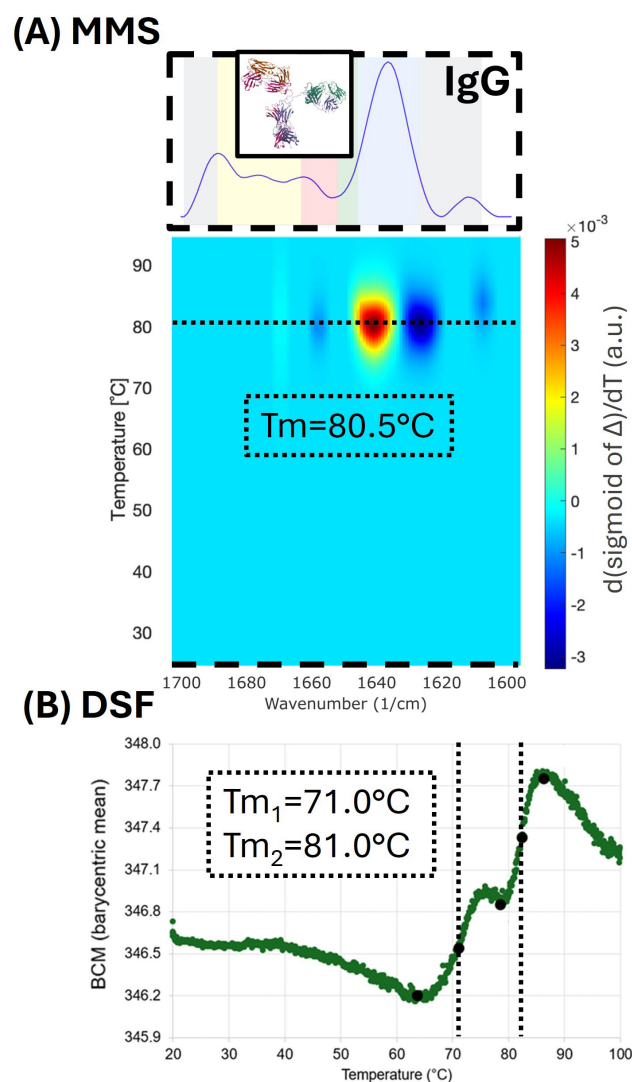 (A) MMS
IgG
×10⁻³
90
80
70
60
50
40
30
Temperature [°C]
Tm=80.5°C
5
4
3
2
1
0
-1
-2
-3
d(sigmoid of Δ)/dT (a.u.)
1700 1680 1660 1640 1620 1600
Wavenumber (1/cm)
(B) DSF
348.0
347.7
347.4
347.1
346.8
346.5
346.2
345.9
BCM (barycentric mean)
Tm₁=71.0°C
Tm₂=81.0°C
20 30 40 50 60 70 80 90 100
Temperature (°C)